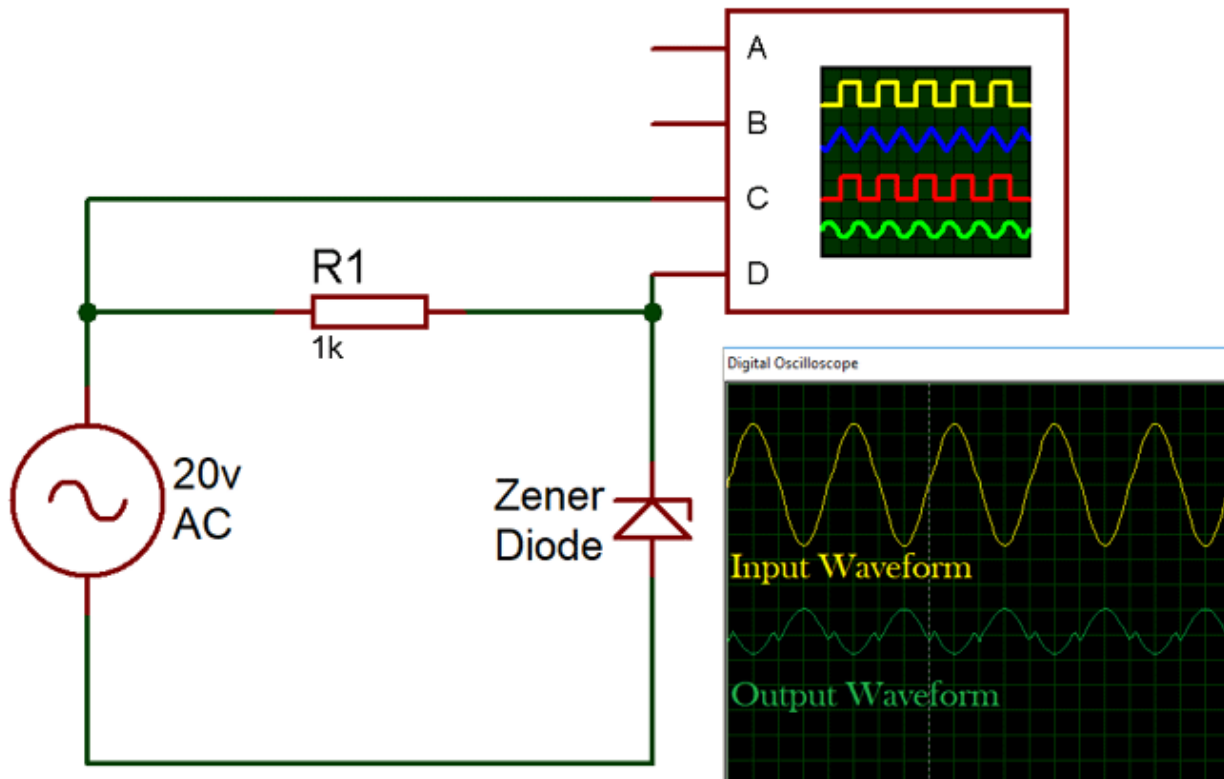 A
B
C
D
R1
1k
20v
AC
Zener
Diode
Digital Oscilloscope
Input Waveform
Output Waveform